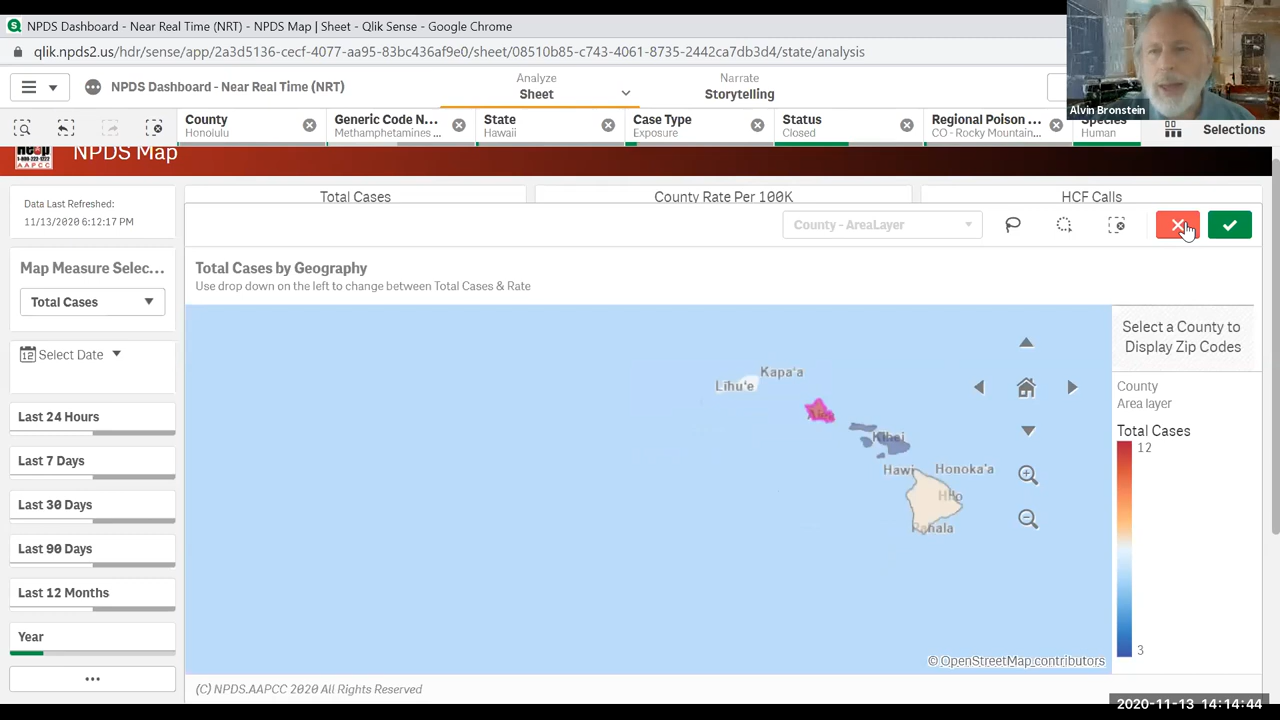 NPDS Dashboard - Near Real Time (NRT) - NPDS Map | Sheet - Qlik Sense - Google Chrome
qlik.npds2.us/hdr/sense/app/2a3d5136-cecf-4077-aa95-83bc436af9e0/sheet/08510b85-c743-4061-8735-2442ca7db3d4/state/analysis
NPDS Dashboard - Near Real Time (NRT)
Analyze
Sheet
Narrate
Storytelling
Alvin Bronstein
County
Honolulu
Generic Code N...
Methamphetamines ...
State
Hawaii
Case Type
Exposure
Status
Closed
Regional Poison ...
CO - Rocky Mountain...
Species
Human
Selections
1-800-222-1222
AAPCC
NPDS Map
Data Last Refreshed:
11/13/2020 6:12:17 PM
Total Cases
County Rate Per 100K
HCF Calls
County - AreaLayer
Map Measure Selec...
Total Cases
12 Select Date
Last 24 Hours
Last 7 Days
Last 30 Days
Last 90 Days
Last 12 Months
Year
...
Total Cases by Geography
Use drop down on the left to change between Total Cases & Rate
Kapa'a
Līhu'e
Kihei
Hawi
Honoka'a
Hilo
Pahala
© OpenStreetMap contributors
Select a County to
Display Zip Codes
County
Area layer
Total Cases
12
3
(C) NPDS.AAPCC 2020 All Rights Reserved
2020-11-13 14:14:44